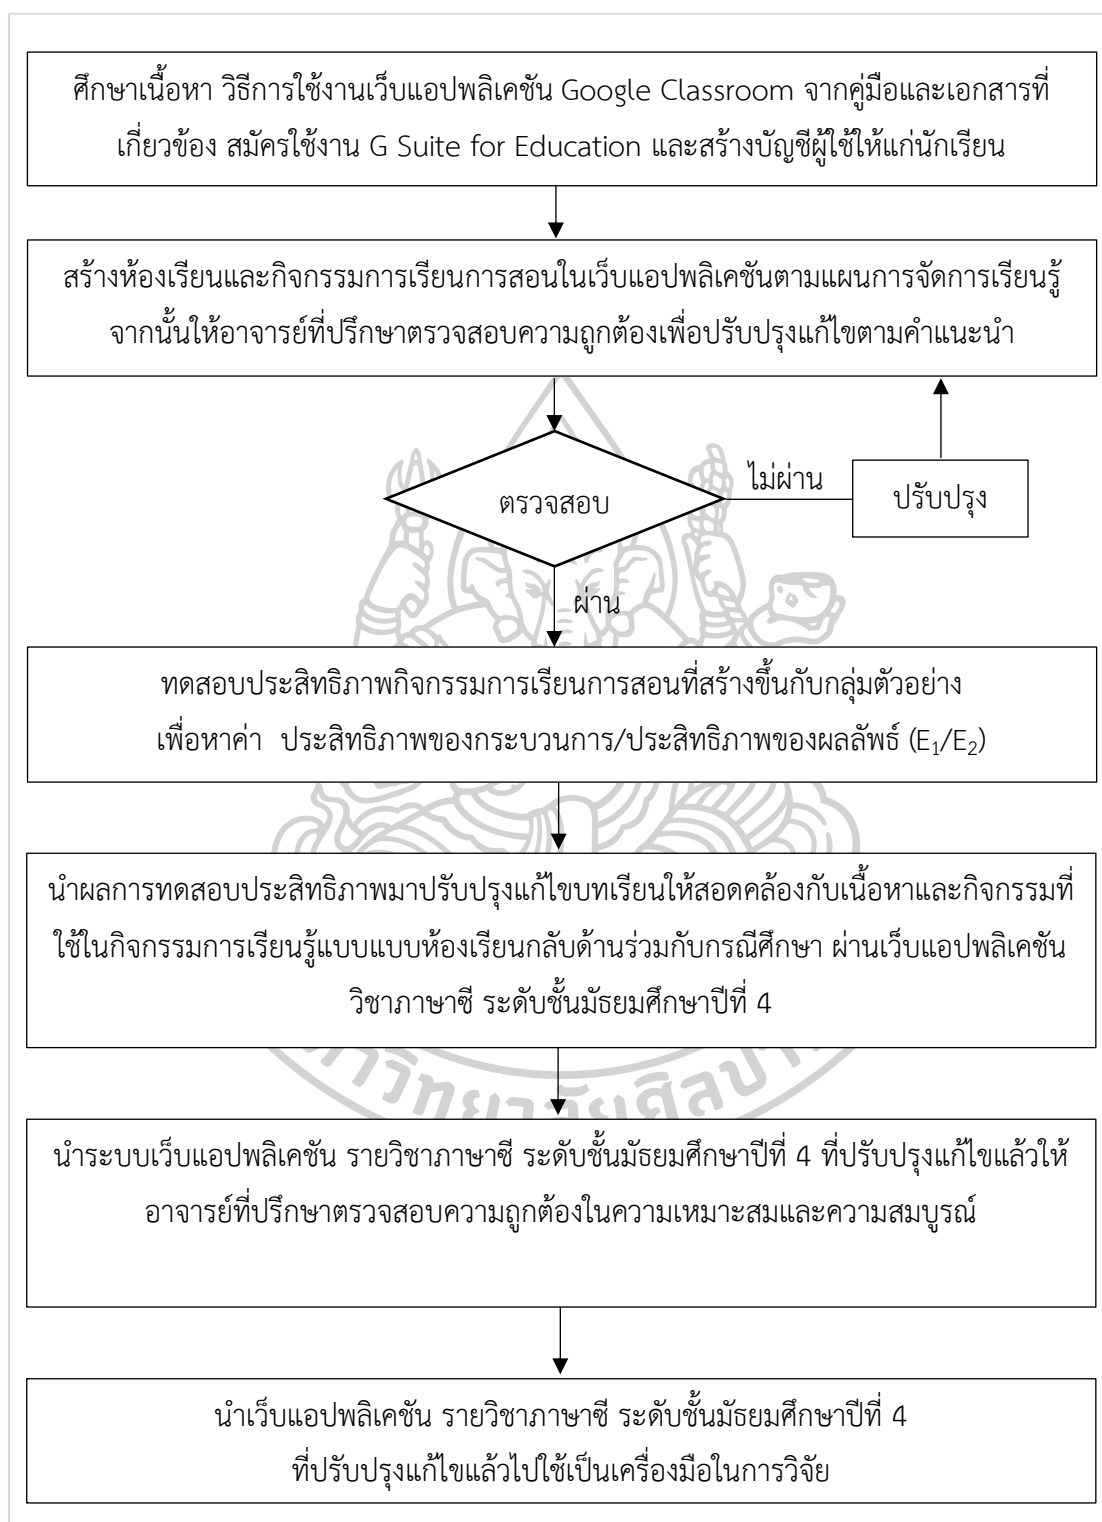 ศึกษาเนื้อหา วิธีการใช้งานเว็บแอปพลิเคชัน Google Classroom จากคู่มือและเอกสารที่
เกี่ยวข้อง สมัครใช้งาน G Suite for Education และสร้างบัญชีผู้ใช้ให้แก่นักเรียน
สร้างห้องเรียนและกิจกรรมการเรียนการสอนในเว็บแอปพลิเคชันตามแผนการจัดการเรียนรู้
จากนั้นให้อาจารย์ที่ปรึกษาตรวจสอบความถูกต้องเพื่อปรับปรุงแก้ไขตามคำแนะนำ
ตรวจสอบ
ไม่ผ่าน
ปรับปรุง
ผ่าน
ทดสอบประสิทธิภาพกิจกรรมการเรียนการสอนที่สร้างขึ้นกับกลุ่มตัวอย่าง
เพื่อหาค่า ประสิทธิภาพของกระบวนการ/ประสิทธิภาพของผลลัพธ์ (E₁/E₂)
นำผลการทดสอบประสิทธิภาพมาปรับปรุงแก้ไขบทเรียนให้สอดคล้องกับเนื้อหาและกิจกรรมที่
ใช้ในกิจกรรมการเรียนรู้แบบแบบห้องเรียนกลับด้านร่วมกับกรณีศึกษา ผ่านเว็บแอปพลิเคชัน
วิชาภาษาซี ระดับชั้นมัธยมศึกษาปีที่ 4
นำระบบเว็บแอปพลิเคชัน รายวิชาภาษาซี ระดับชั้นมัธยมศึกษาปีที่ 4 ที่ปรับปรุงแก้ไขแล้วให้
อาจารย์ที่ปรึกษาตรวจสอบความถูกต้องในความเหมาะสมและความสมบูรณ์
นำเว็บแอปพลิเคชัน รายวิชาภาษาซี ระดับชั้นมัธยมศึกษาปีที่ 4
ที่ปรับปรุงแก้ไขแล้วไปใช้เป็นเครื่องมือในการวิจัย